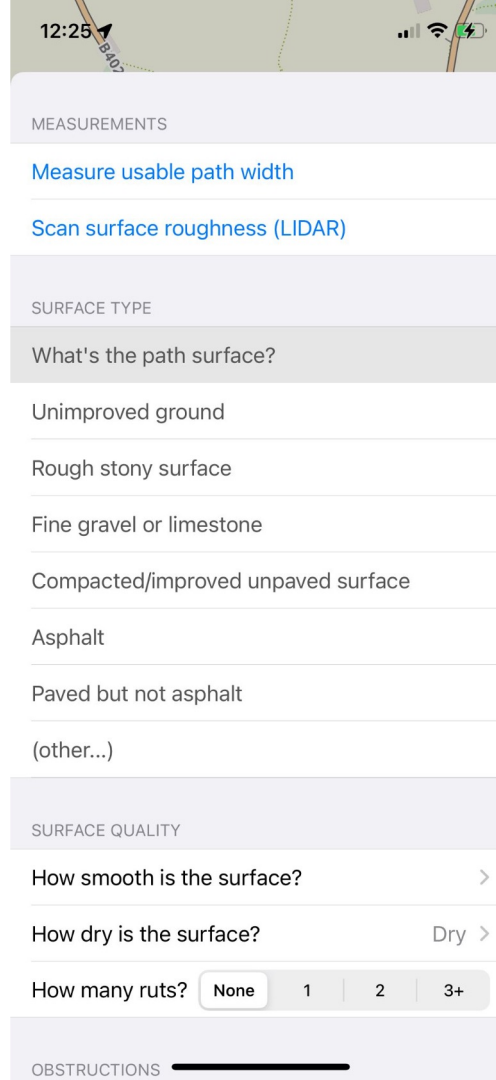 12:25
B402
MEASUREMENTS
Measure usable path width
Scan surface roughness (LIDAR)
SURFACE TYPE
What's the path surface?
Unimproved ground
Rough stony surface
Fine gravel or limestone
Compacted/improved unpaved surface
Asphalt
Paved but not asphalt
(other...)
SURFACE QUALITY
How smooth is the surface?
How dry is the surface? Dry
How many ruts? None 1 2 3+
OBSTRUCTIONS